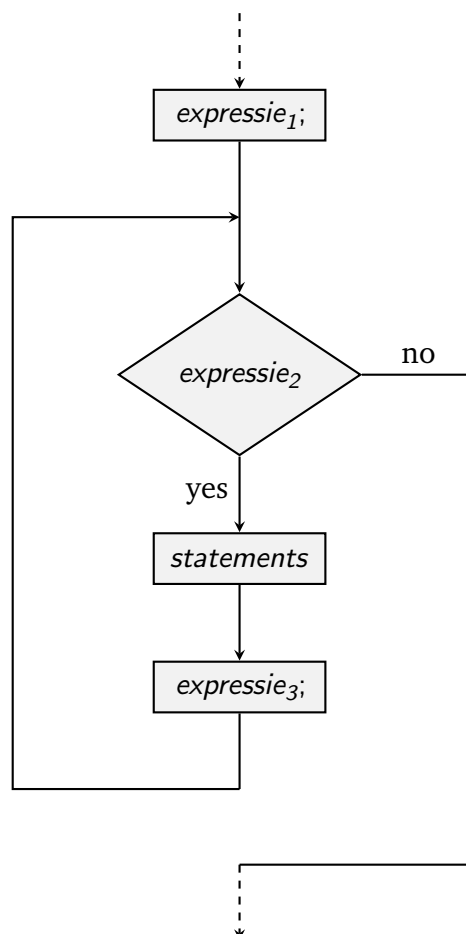 expressie₁;
expressie₂
no
yes
statements
expressie₃;